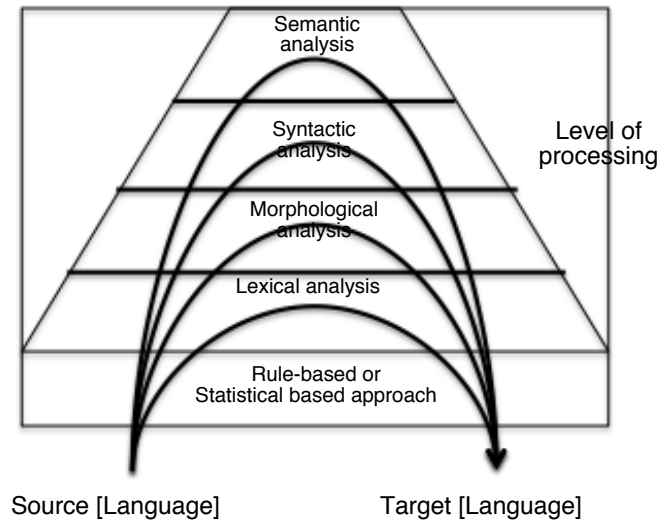 Semantic
analysis
Syntactic
analysis
Level of
processing
Morphological
analysis
Lexical analysis
Rule-based or
Statistical based approach
Source [Language]
Target [Language]